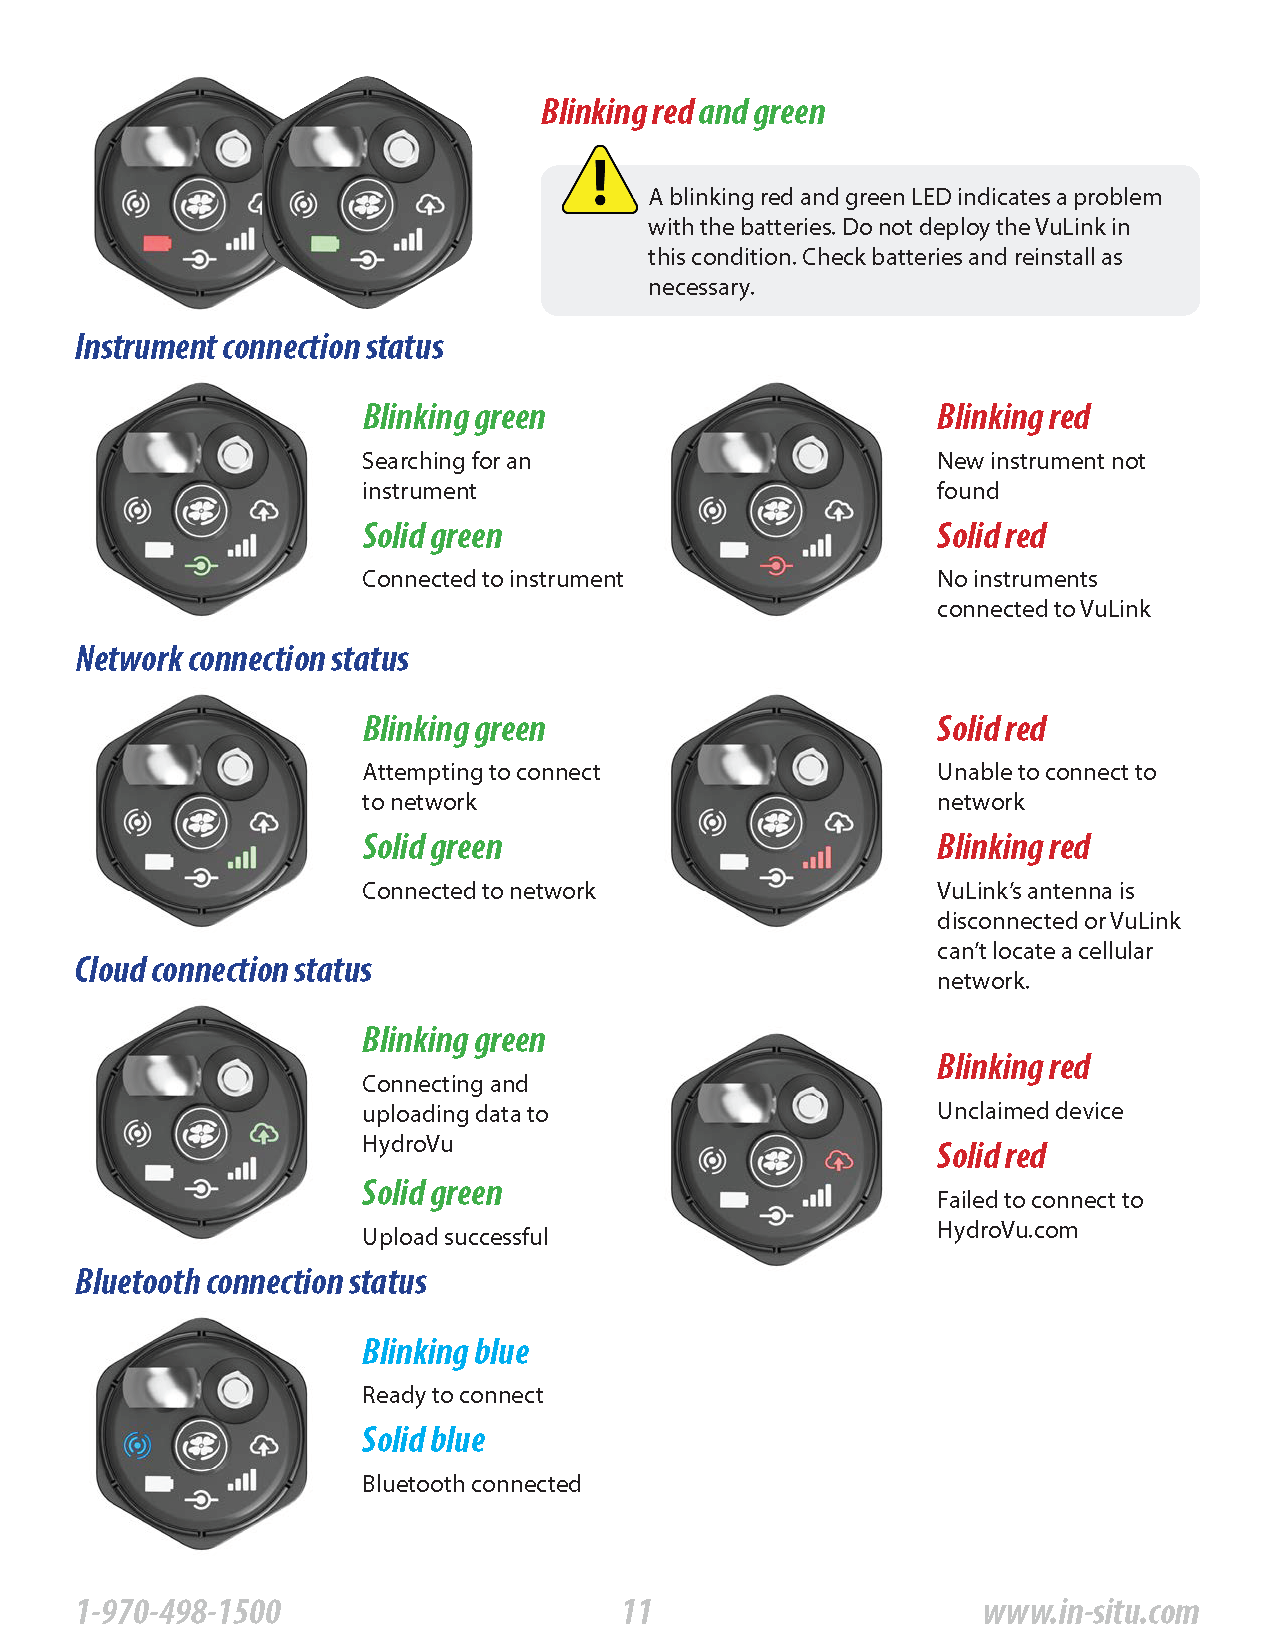 Blinking red and green
A blinking red and green LED indicates a problem
with the batteries. Do not deploy the VuLink in
this condition. Check batteries and reinstall as
necessary.
Instrument connection status
Blinking green
Searching for an
instrument
Solid green
Connected to instrument
Blinking red
New instrument not
found
Solid red
No instruments
connected to VuLink
Network connection status
Blinking green
Attempting to connect
to network
Solid green
Connected to network
Solid red
Unable to connect to
network
Blinking red
VuLink’s antenna is
disconnected or VuLink
can’t locate a cellular
network.
Cloud connection status
Blinking green
Connecting and
uploading data to
HydroVu
Solid green
Upload successful
Blinking red
Unclaimed device
Solid red
Failed to connect to
HydroVu.com
Bluetooth connection status
Blinking blue
Ready to connect
Solid blue
Bluetooth connected
1-970-498-1500
11
www.in-situ.com